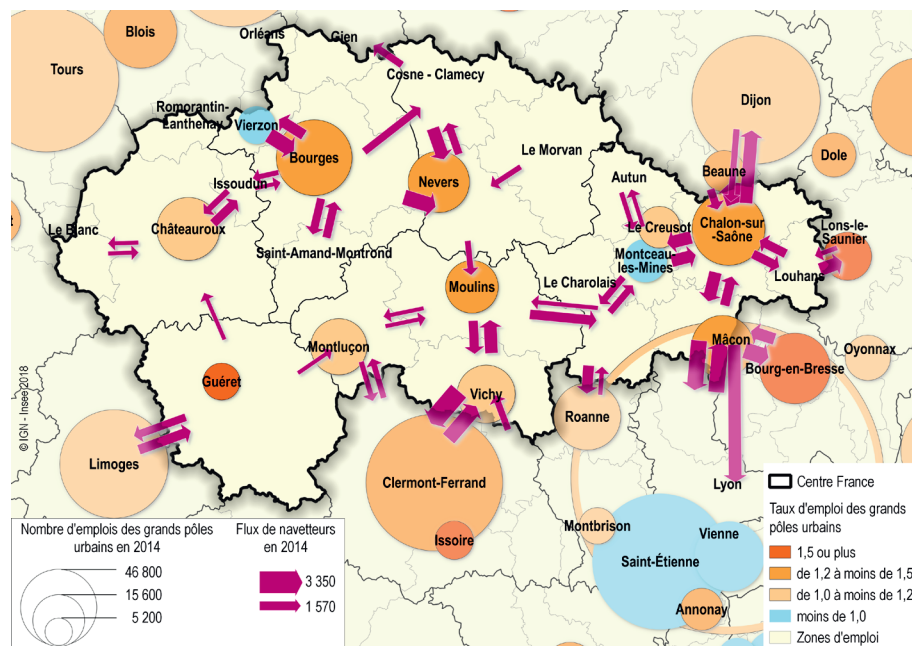 Orléans
Gien
Blois
Tours
Cosne - Clamecy
Dijon
Romorantin-
Lanthenay
Vierzon
Bourges
Le Morvan
Dole
Beaune
Autun
Issoudun
Nevers
Châteauroux
Le Creusot
Chalon-sur
-Saône
Lons-le-
Saunier
Le Blanc
Saint-Amand-Montrond
Montceau-
les-Mines
Louhans
Moulins
Le Charolais
Montluçon
Mâcon
Oyonnax
Guéret
Vichy
Bourg-en-Bresse
Roanne
Limoges
Clermont-Ferrand
Lyon
Issoire
Montbrison
Vienne
Saint-Étienne
Annonay
© IGN - Insee2018
Nombre d'emplois des grands pôles
urbains en 2014
46 800
15 600
5 200
Flux de navetteurs
en 2014
3 350
1 570
Centre France
Taux d'emploi des grands
pôles urbains
1,5 ou plus
de 1,2 à moins de 1,5
de 1,0 à moins de 1,2
moins de 1,0
Zones d'emploi